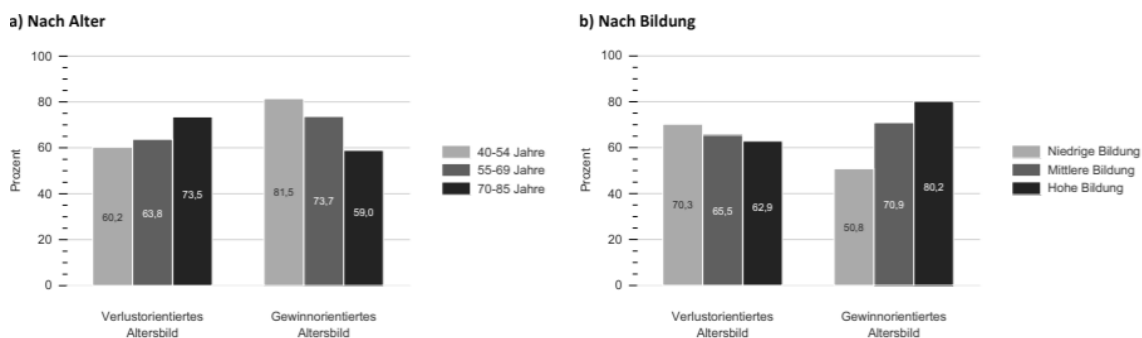 a) Nach Alter
100
80
60
40
20
0
Prozent
60,2
63,8
73,5
81,5
73,7
59,0
Verlustorientiertes
Altersbild
Gewinnorientiertes
Altersbild
40-54 Jahre
55-69 Jahre
70-85 Jahre
b) Nach Bildung
100
80
60
40
20
0
Prozent
70,3
65,5
62,9
50,8
70,9
80,2
Verlustorientiertes
Altersbild
Gewinnorientiertes
Altersbild
Niedrige Bildung
Mittlere Bildung
Hohe Bildung